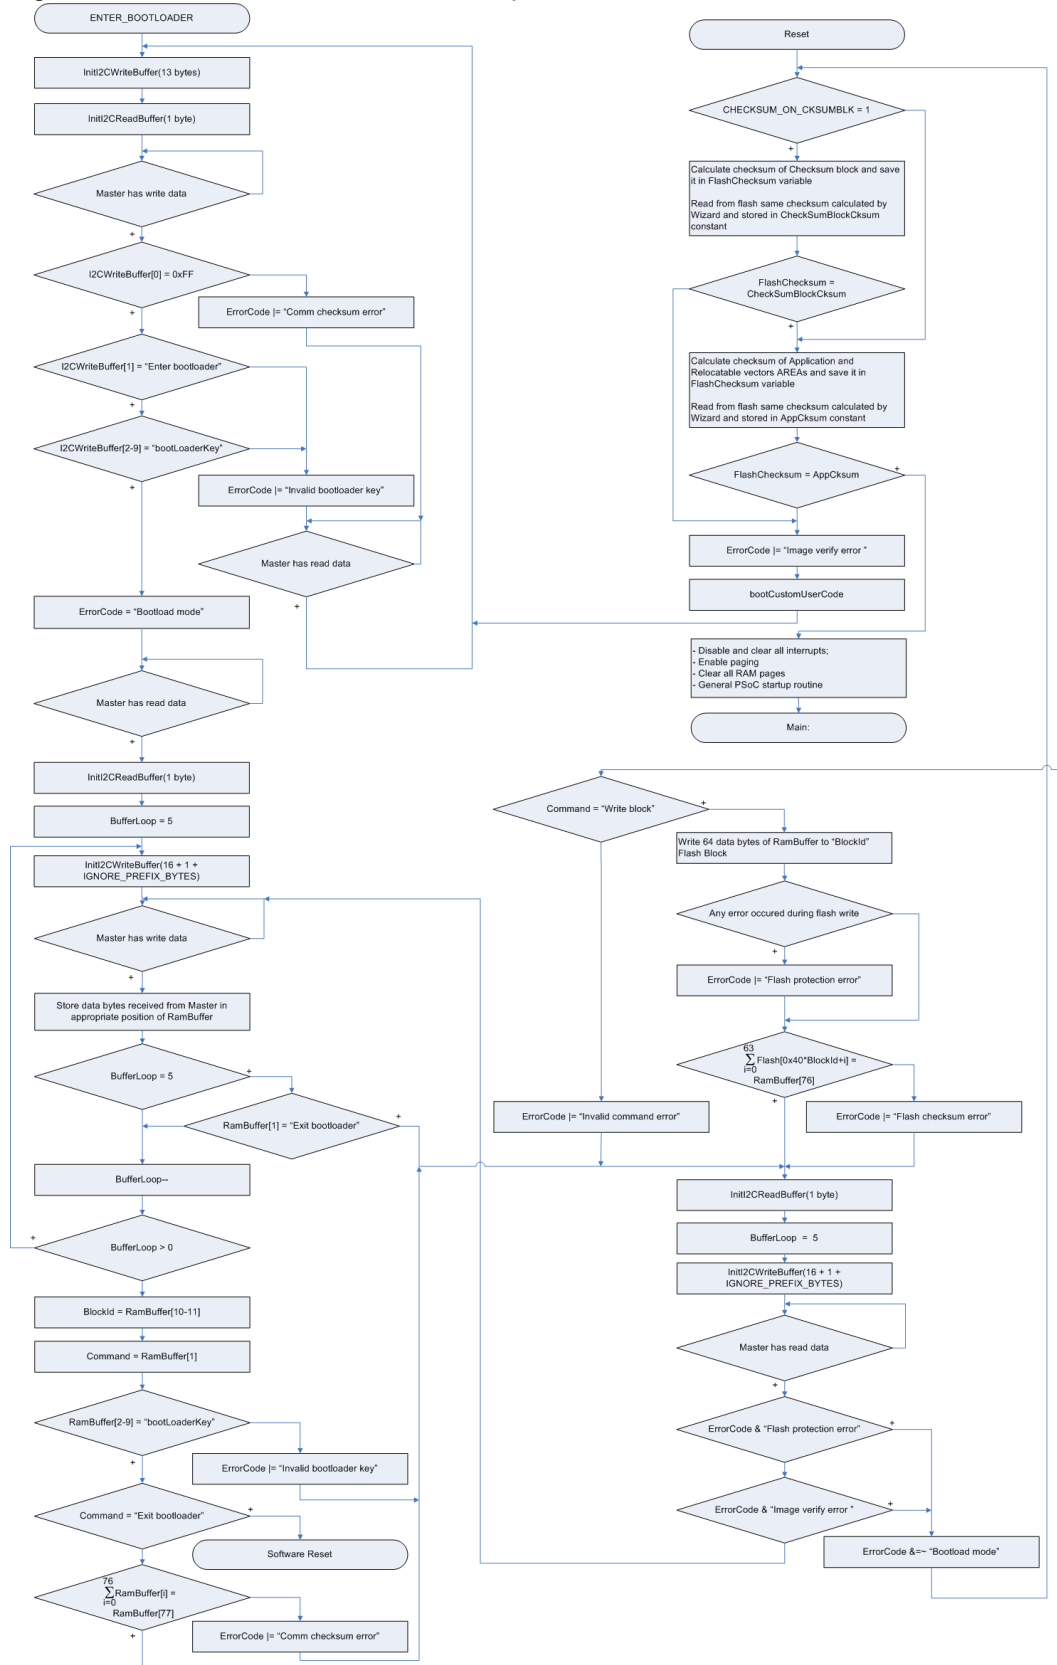 ENTER_BOOTLOADER
InitI2CWriteBuffer(13 bytes)
InitI2CReadBuffer(1 byte)
Master has write data
+
I2CWriteBuffer[0] = 0xFF
+
ErrorCode |= “Comm checksum error”
I2CWriteBuffer[1] = “Enter bootloader”
+
I2CWriteBuffer[2-9] = “bootLoaderKey”
+
ErrorCode |= “Invalid bootloader key”
Master has read data
+
ErrorCode = “Bootload mode”
Master has read data
+
InitI2CReadBuffer(1 byte)
BufferLoop = 5
InitI2CWriteBuffer(16 + 1 +
IGNORE_PREFIX_BYTES)
Master has write data
+
Store data bytes received from Master in
appropriate position of RamBuffer
BufferLoop = 5
+
RamBuffer[1] = “Exit bootloader”
+
BufferLoop--
BufferLoop > 0
+
BlockId = RamBuffer[10-11]
Command = RamBuffer[1]
RamBuffer[2-9] = “bootLoaderKey”
+
ErrorCode |= “Invalid bootloader key”
Command = “Exit bootloader”
+
Software Reset
76
∑RamBuffer[i] =
i=0
RamBuffer[77]
+
ErrorCode |= “Comm checksum error”
Reset
CHECKSUM_ON_CKSUMBLK = 1
+
Calculate checksum of Checksum block and save
it in FlashChecksum variable
Read from flash same checksum calculated by
Wizard and stored in CheckSumBlockCksum
constant
FlashChecksum =
CheckSumBlockCksum
+
Calculate checksum of Application and
Relocatable vectors AREAs and save it in
FlashChecksum variable
Read from flash same checksum calculated by
Wizard and stored in AppCksum constant
FlashChecksum = AppCksum
+
ErrorCode |= “Image verify error ”
bootCustomUserCode
- Disable and clear all interrupts;
- Enable paging
- Clear all RAM pages
- General PSoC startup routine
Main:
Command = “Write block”
+
Write 64 data bytes of RamBuffer to “BlockId”
Flash Block
Any error occured during flash write
+
ErrorCode |= “Flash protection error”
63
∑Flash[0x40*BlockId+i] =
i=0
RamBuffer[76]
+
ErrorCode |= “Invalid command error”
ErrorCode |= “Flash checksum error”
InitI2CReadBuffer(1 byte)
BufferLoop = 5
InitI2CWriteBuffer(16 + 1 +
IGNORE_PREFIX_BYTES)
Master has read data
+
ErrorCode & “Flash protection error”
+
ErrorCode & “Image verify error ”
+
ErrorCode &=~ “Bootload mode”